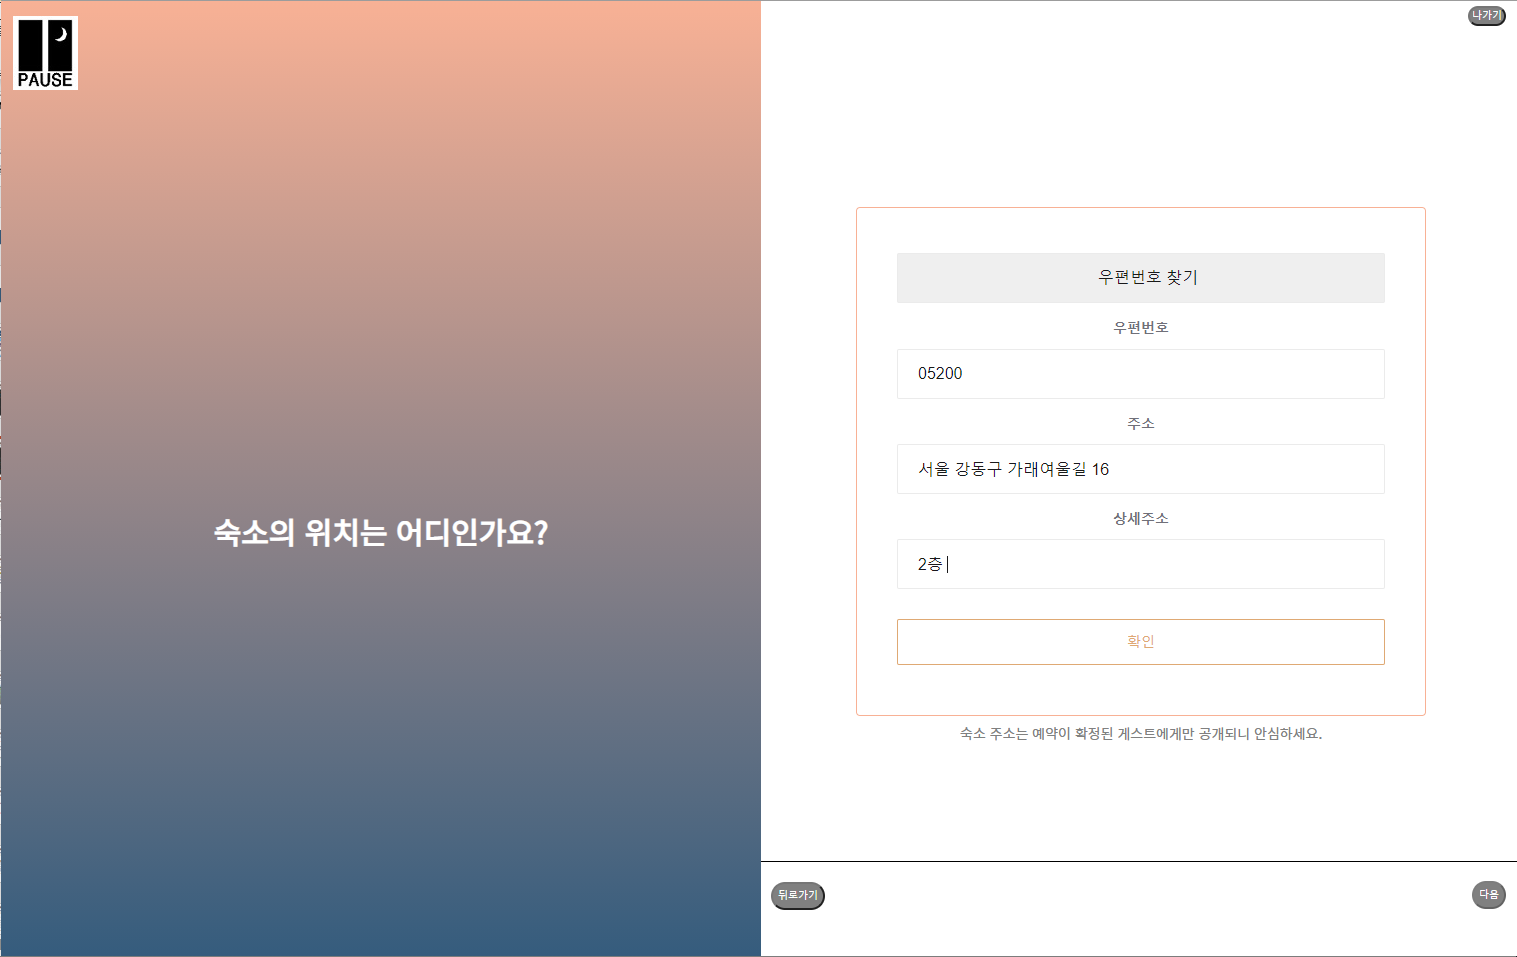 PAUSE
나가기
숙소의 위치는 어디인가요?
우편번호 찾기
우편번호
05200
주소
서울 강동구 가래여울길 16
상세주소
2층
확인
숙소 주소는 예약이 확정된 게스트에게만 공개되니 안심하세요.
뒤로가기
다음